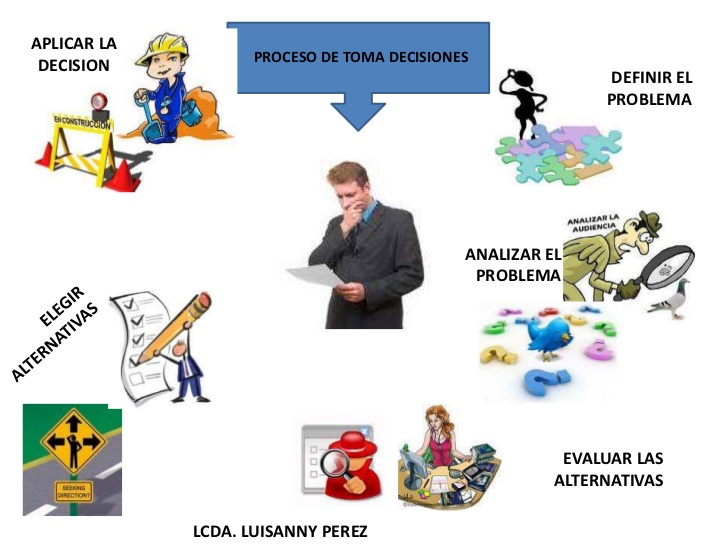 PROCESO DE TOMA DECISIONES
APLICAR LA
DECISION
EN CONSTRUCCION
DEFINIR EL
PROBLEMA
ANALIZAR LA
AUDIENCIA
ANALIZAR EL
PROBLEMA
ELEGIR
ALTERNATIVAS
SEEKING
DIRECTION?
EVALUAR LAS
ALTERNATIVAS
LCDA. LUISANNY PEREZ